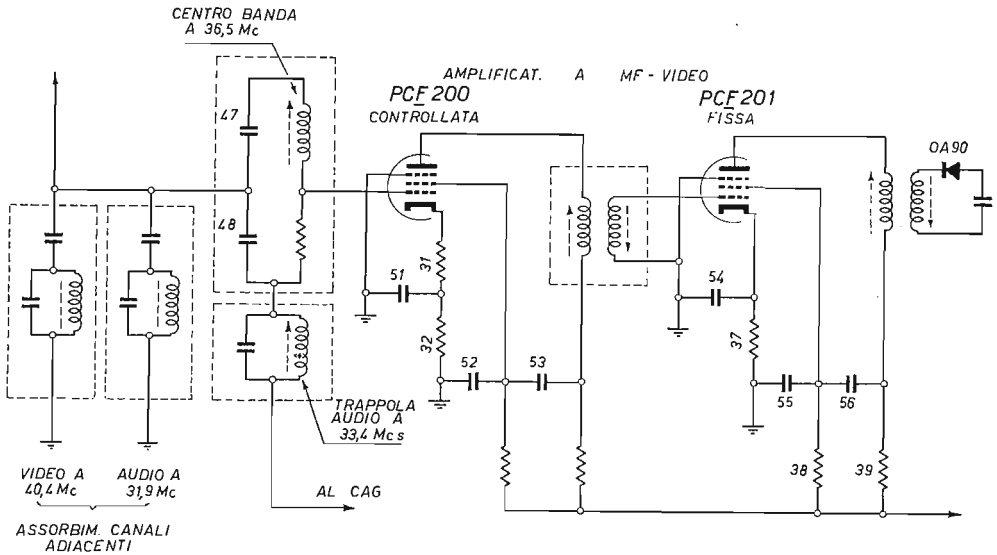 CENTRO BANDA
A 36,5 Mc
AMPLIFICAT. A MF-VIDEO
PCF 200
CONTROLLATA
PCF 201
FISSA
OA90
47
48
51
31
32
52
53
54
37
55
56
38
39
TRAPPOLA
AUDIO A
33,4 Mcs
AL CAG
VIDEO A
40,4 Mc
AUDIO A
31,9 Mc
ASSORBIM. CANALI
ADIACENTI